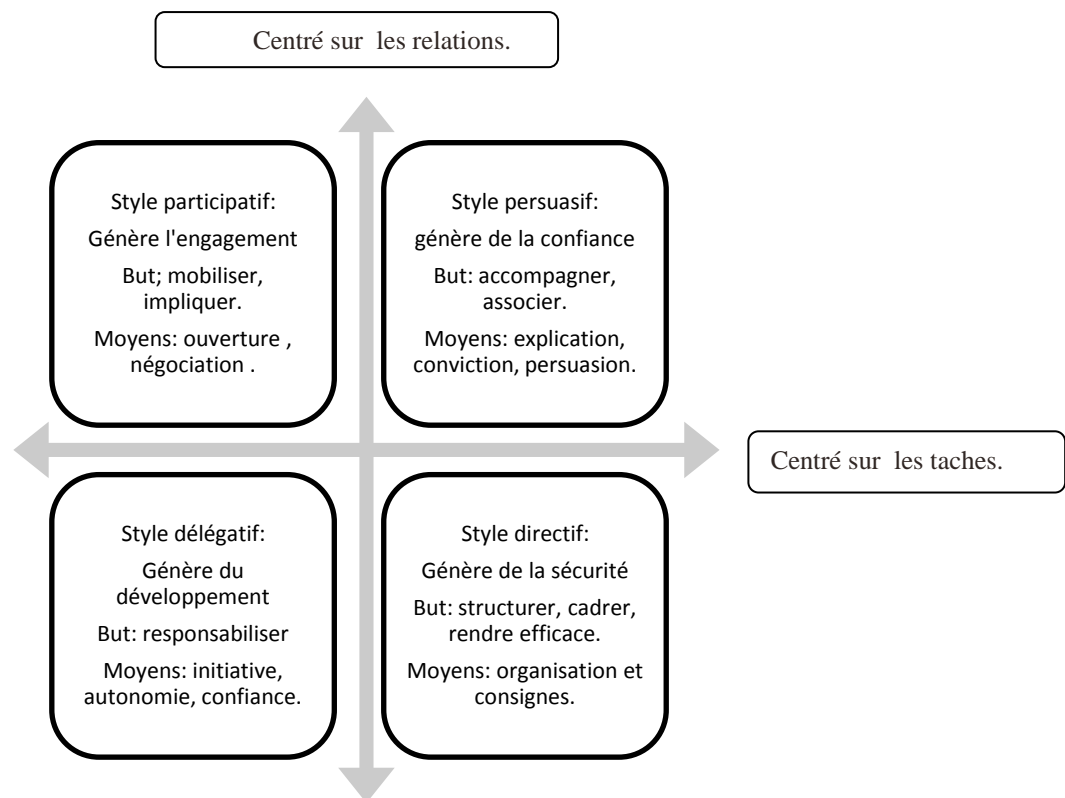 Centré sur les relations.
Style participatif:
Génère l'engagement
But; mobiliser,
impliquer.
Moyens: ouverture ,
négociation .
Style persuasif:
génère de la confiance
But: accompagner,
associer.
Moyens: explication,
conviction, persuasion.
Centré sur les taches.
Style délégatif:
Génère du
développement
But: responsabiliser
Moyens: initiative,
autonomie, confiance.
Style directif:
Génère de la sécurité
But: structurer, cadrer,
rendre efficace.
Moyens: organisation et
consignes.